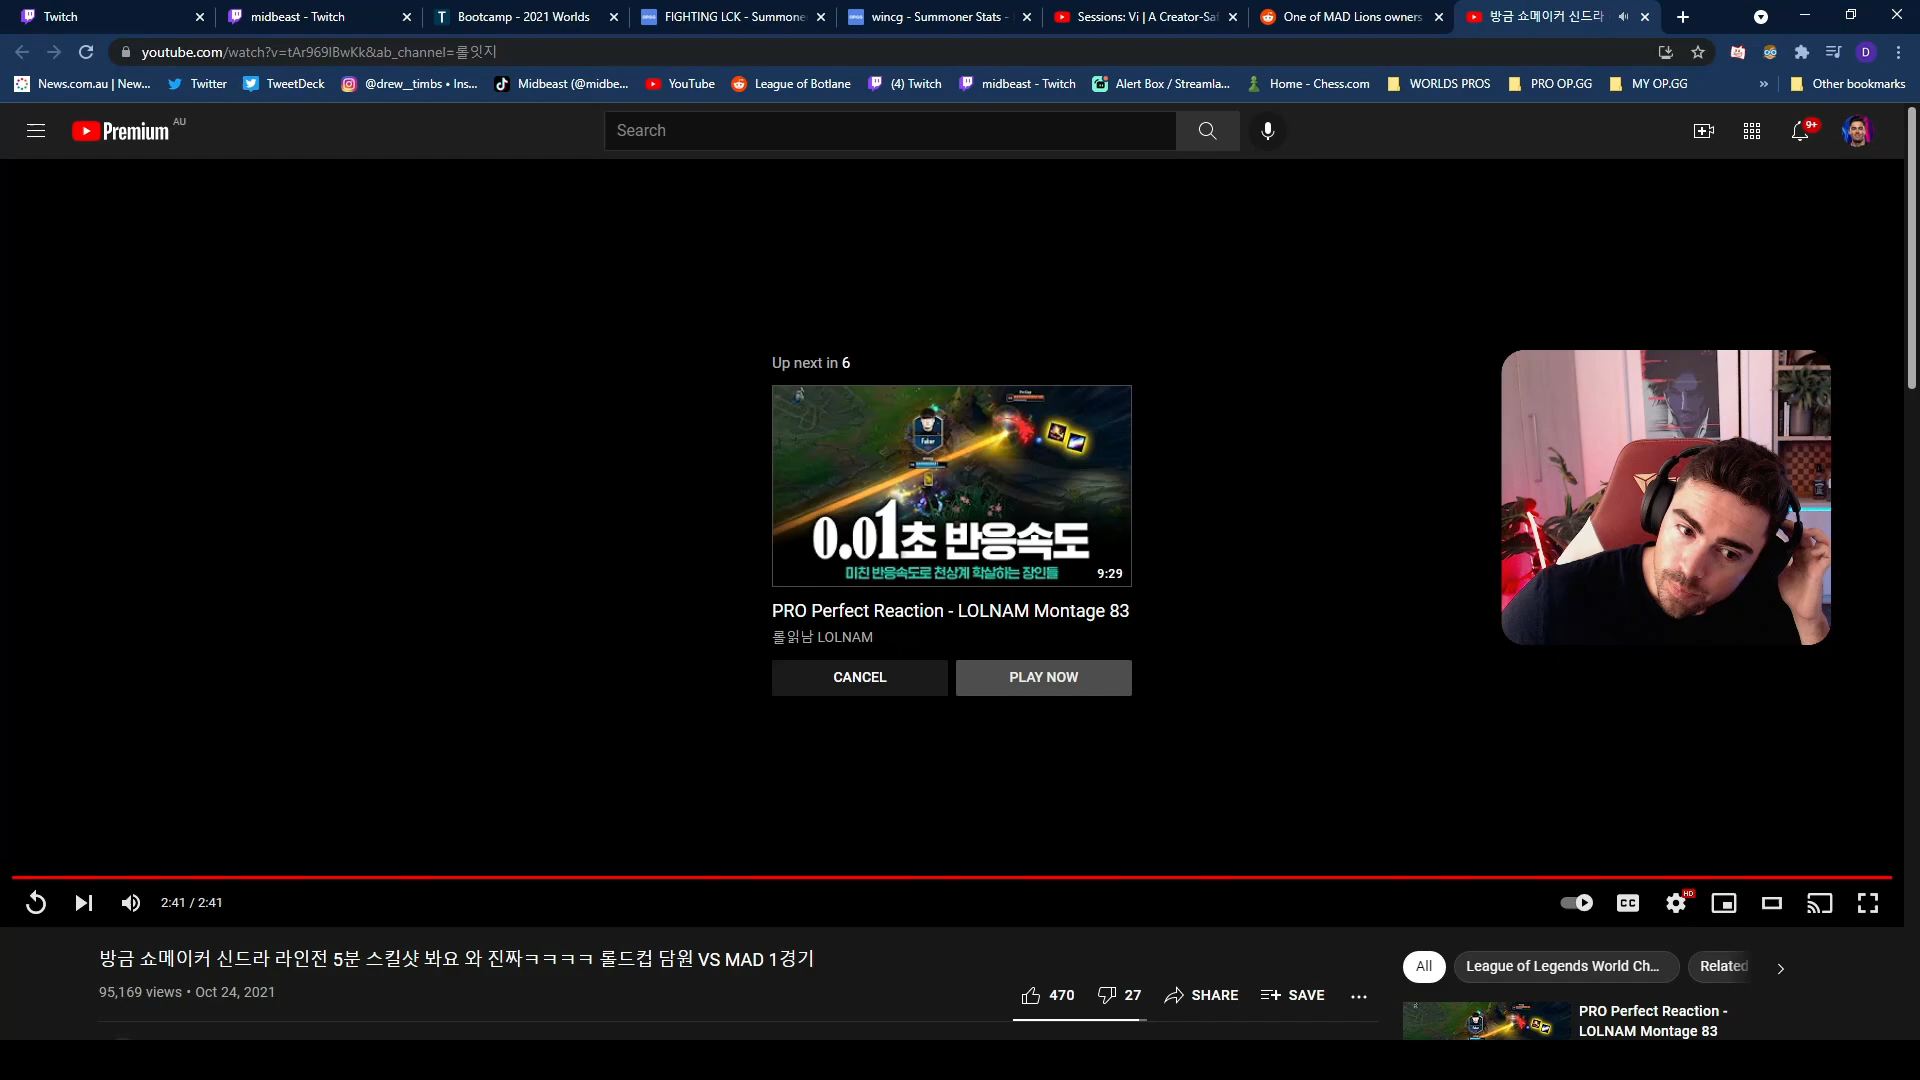 Twitch
midbeast - Twitch
Bootcamp - 2021 Worlds
FIGHTING LCK - Summone
wincg - Summoner Stats -
Sessions: Vi | A Creator-Saf
One of MAD Lions owners
방금 쇼메이커 신드라
youtube.com/watch?v=tAr969lBwKk&ab_channel=롤잇지
D
News.com.au | New...
Twitter
TweetDeck
@drew_timbs • Ins...
Midbeast (@midbe...
YouTube
League of Botlane
(4) Twitch
midbeast - Twitch
Alert Box / Streamla...
Home - Chess.com
WORLDS PROS
PRO OP.GG
MY OP.GG
»
Other bookmarks
Premium AU
Search
9+
Up next in 6
Faker
0.01초 반응속도
미친 반응속도로 천상계 학살하는 장인들
9:29
PRO Perfect Reaction - LOLNAM Montage 83
롤읽남 LOLNAM
CANCEL
PLAY NOW
2:41 / 2:41
CC
HD
방금 쇼메이커 신드라 라인전 5분 스킬샷 봐요 와 진짜ㅋㅋㅋㅋ 롤드컵 담원 VS MAD 1경기
95,169 views • Oct 24, 2021
470
27
SHARE
SAVE
All
League of Legends World Ch...
Related
PRO Perfect Reaction -
LOLNAM Montage 83